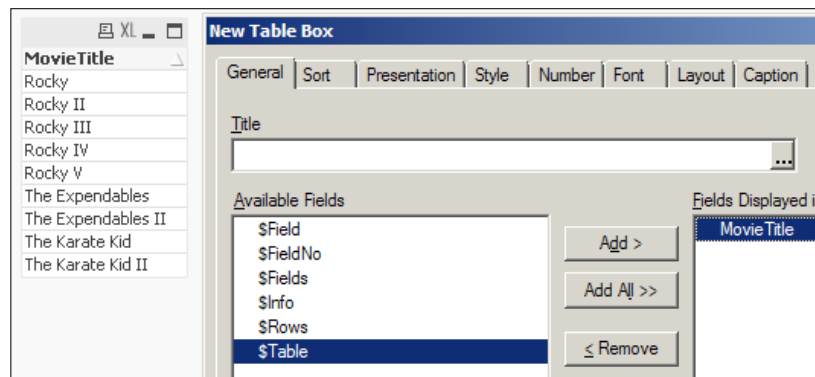 XL
MovieTitle
Rocky
Rocky II
Rocky III
Rocky IV
Rocky V
The Expendables
The Expendables II
The Karate Kid
The Karate Kid II
New Table Box
General Sort Presentation Style Number Font Layout Caption
Title
...
Available Fields
$Field
$FieldNo
$Fields
$Info
$Rows
$Table
Add >
Add All >>
< Remove
Fields Displayed i
MovieTitle